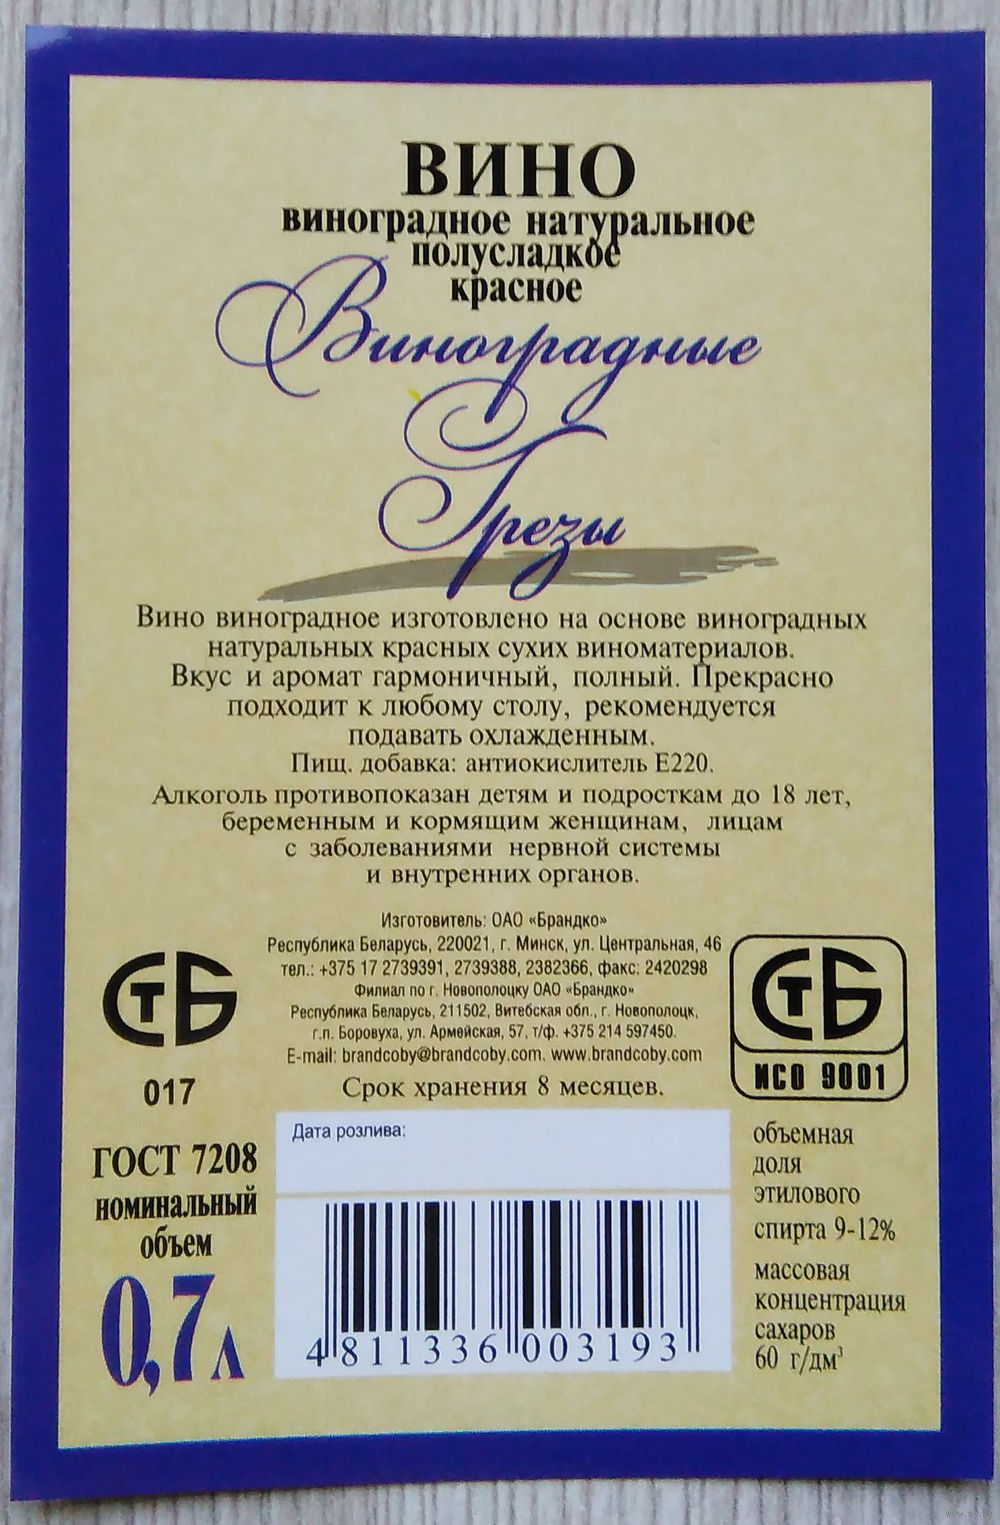 ВИНО
виноградное натуральное
полусладкое
красное
Виноградные
Грезы
Вино виноградное изготовлено на основе виноградных
натуральных красных сухих виноматериалов.
Вкус и аромат гармоничный, полный. Прекрасно
подходит к любому столу, рекомендуется
подавать охлажденным.
Пищ. добавка: антиокислитель Е220.
Алкоголь противопоказан детям и подросткам до 18 лет,
беременным и кормящим женщинам, лицам
с заболеваниями нервной системы
и внутренних органов.
Изготовитель: ОАО «Брандко»
Республика Беларусь, 220021, г. Минск, ул. Центральная, 46
тел.: +375 17 2739391, 2739388, 2382366, факс: 2420298
Филиал по г. Новополоцку ОАО «Брандко»
Республика Беларусь, 211502, Витебская обл., г. Новополоцк,
г.п. Боровуха, ул. Армейская, 57, т/ф. +375 214 597450.
E-mail: brandcoby@brandcoby.com. www.brandcoby.com
Срок хранения 8 месяцев.
СТБ
017
СТБ
ИСО 9001
ГОСТ 7208
номинальный
объем
0,7л
Дата розлива:
4 811336 003193
объемная
доля
этилового
спирта 9-12%
массовая
концентрация
сахаров
60 г/дм³